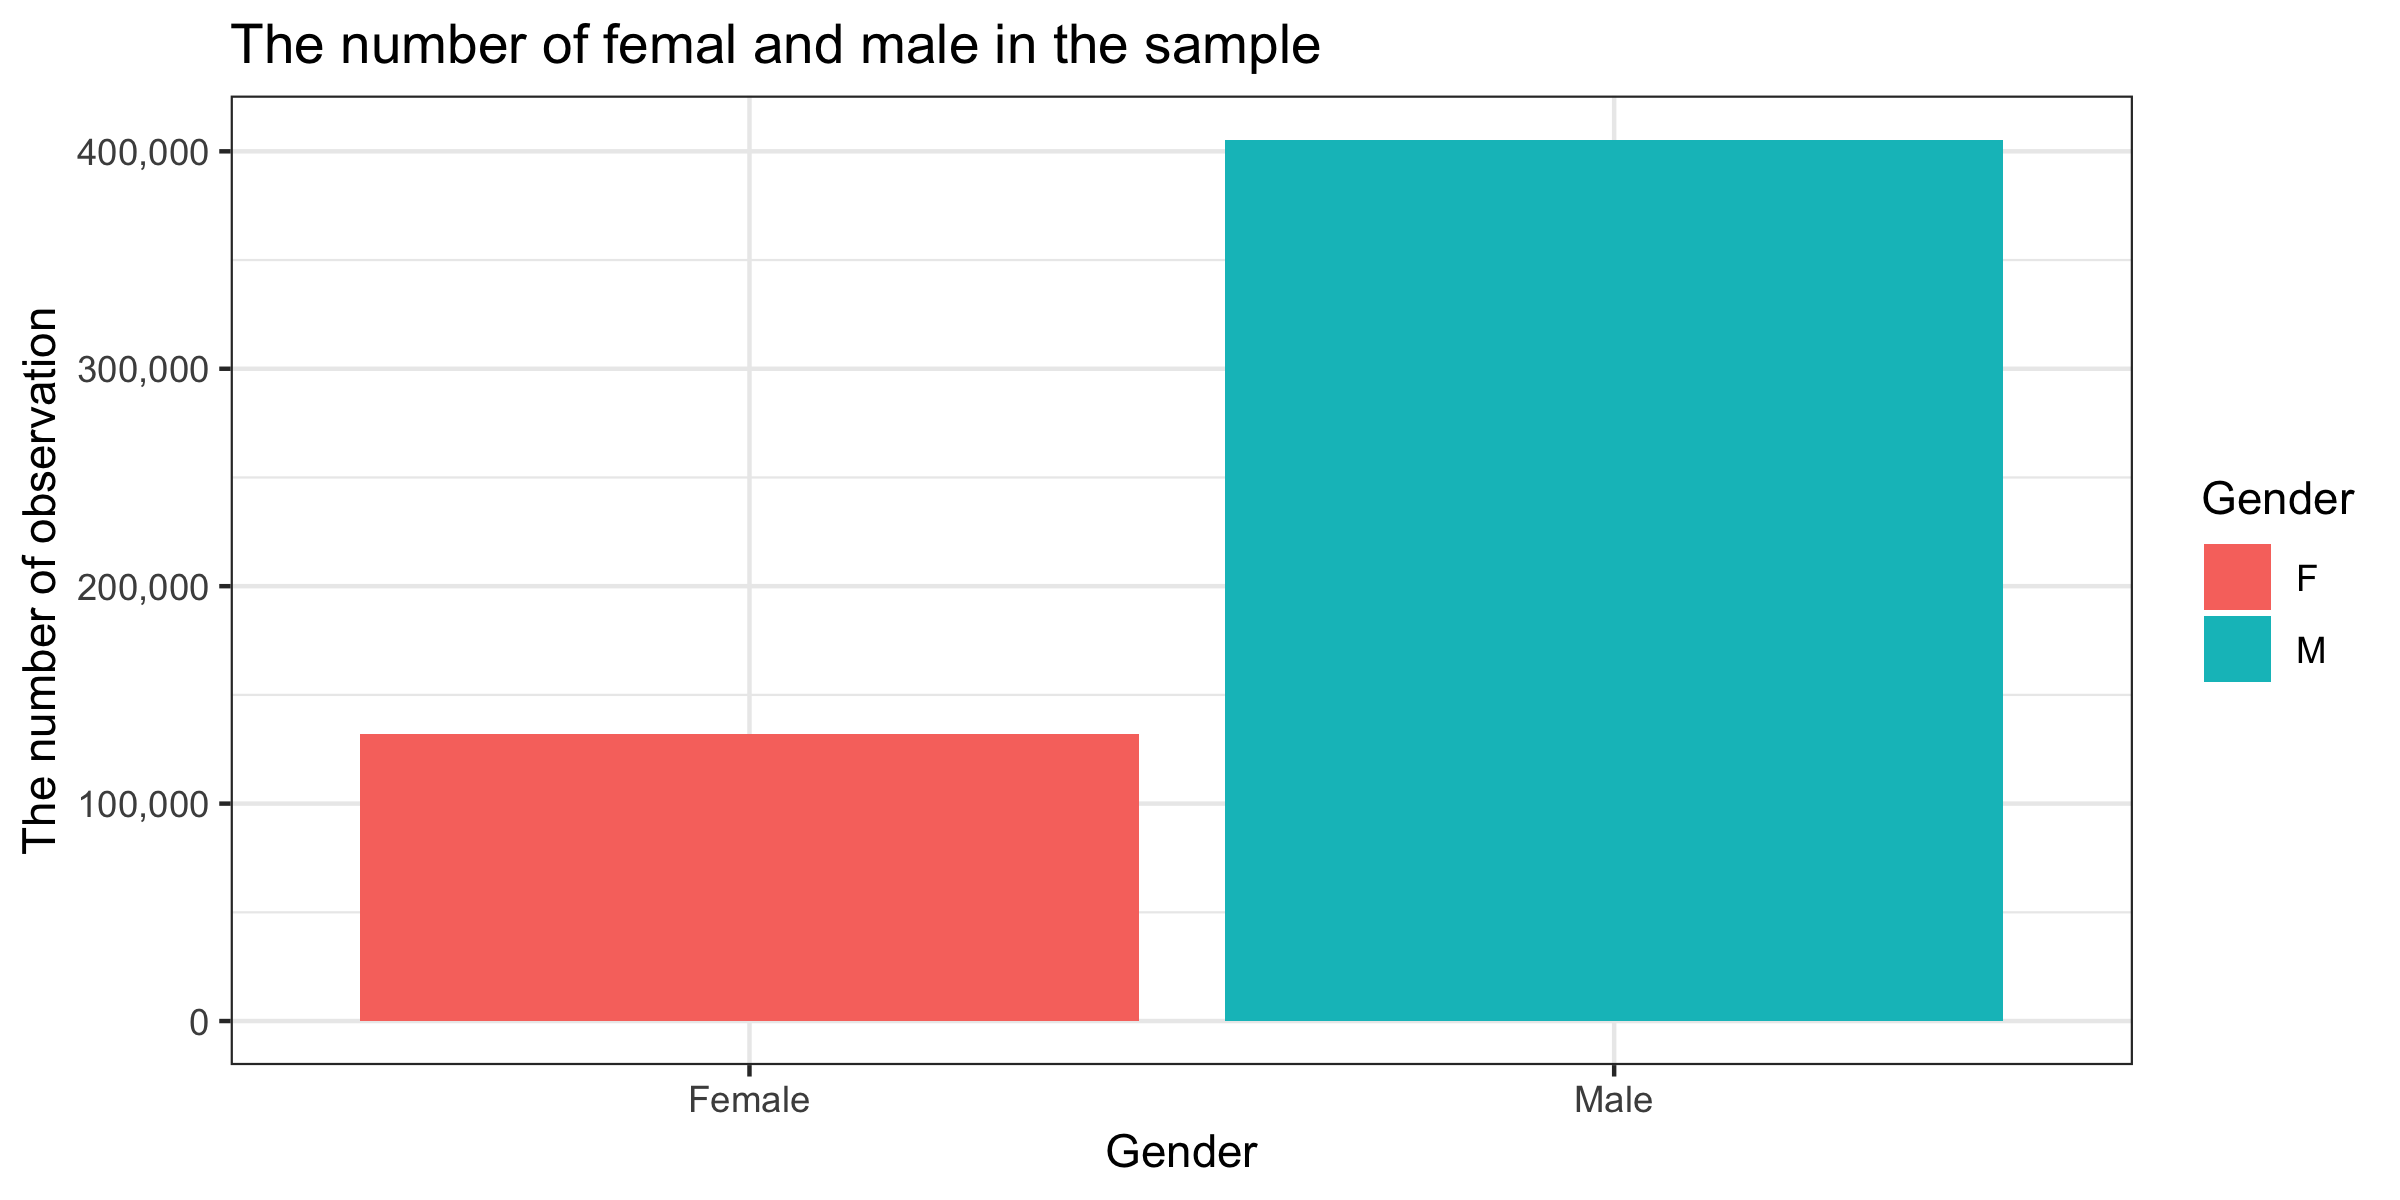 The number of femal and male in the sample
400,000
300,000
200,000
100,000
0
The number of observation
Female
Male
Gender
Gender
F
M